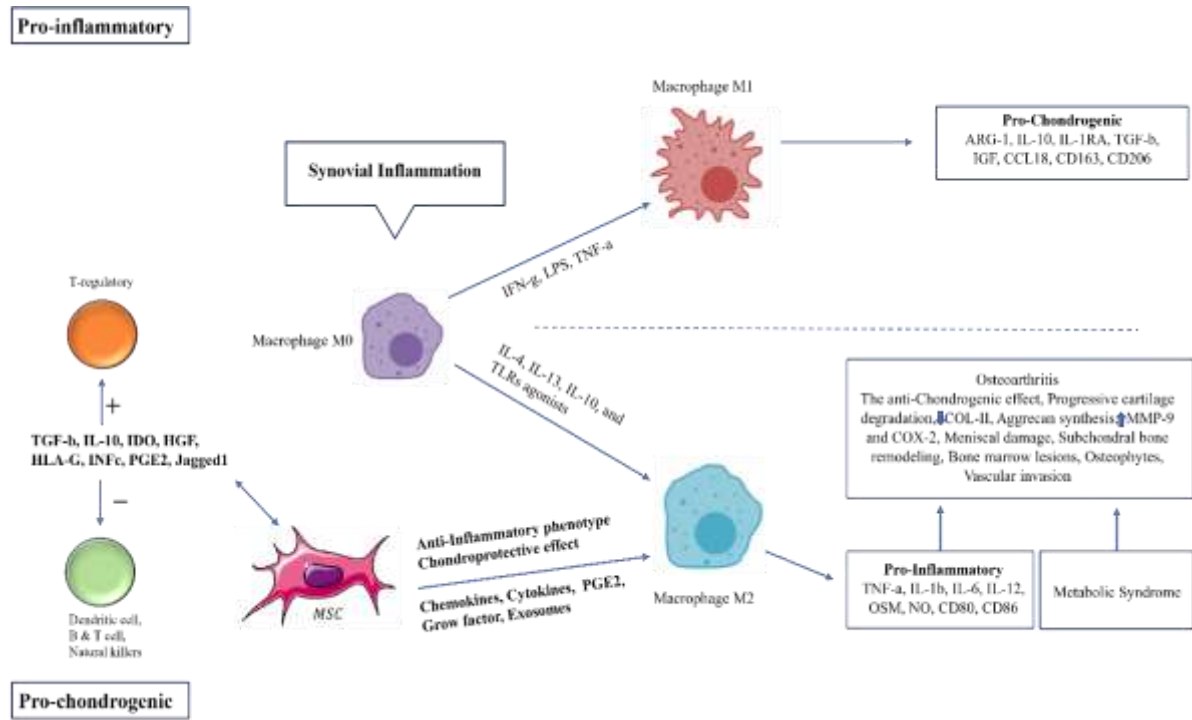 Pro-inflammatory
Macrophage M1
Pro-Chondrogenic
ARG-1, IL-10, IL-1RA, TGF-b,
IGF, CCL18, CD163, CD206
Synovial Inflammation
IFN-g, LPS, TNF-a
T-regulatory
Macrophage M0
IL-4, IL-13, IL-10, and
TLRs agonists
Osteoarthritis
The anti-Chondrogenic effect, Progressive cartilage
degradation,⬇COL-II, Aggrecan synthesis;⬆MMP-9
and COX-2, Meniscal damage, Subchondral bone
remodeling, Bone marrow lesions, Osteophytes,
Vascular invasion
+
TGF-b, IL-10, IDO, HGF,
HLA-G, INFc, PGE2, Jagged1
−
Anti-Inflammatory phenotype
Chondroprotective effect
Chemokines, Cytokines, PGE2,
Grow factor, Exosomes
MSC
Macrophage M2
Pro-Inflammatory
TNF-a, IL-1b, IL-6, IL-12,
OSM, NO, CD80, CD86
Metabolic Syndrome
Dendritic cell,
B & T cell,
Natural killers
Pro-chondrogenic